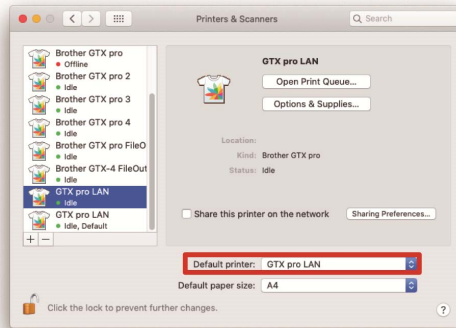 Printers & Scanners
Search
Brother GTX pro
Offline
Brother GTX pro 2
Idle
Brother GTX pro 3
Idle
Brother GTX pro 4
Idle
Brother GTX pro FileO
Idle
Brother GTX-4 FileOut
Idle
GTX pro LAN
Idle
GTX pro LAN
Idle, Default
+ −
GTX pro LAN
Open Print Queue...
Options & Supplies...
Location:
Kind: Brother GTX pro
Status: Idle
Share this printer on the network
Sharing Preferences...
Default printer: GTX pro LAN
Default paper size: A4
Click the lock to prevent further changes.
?